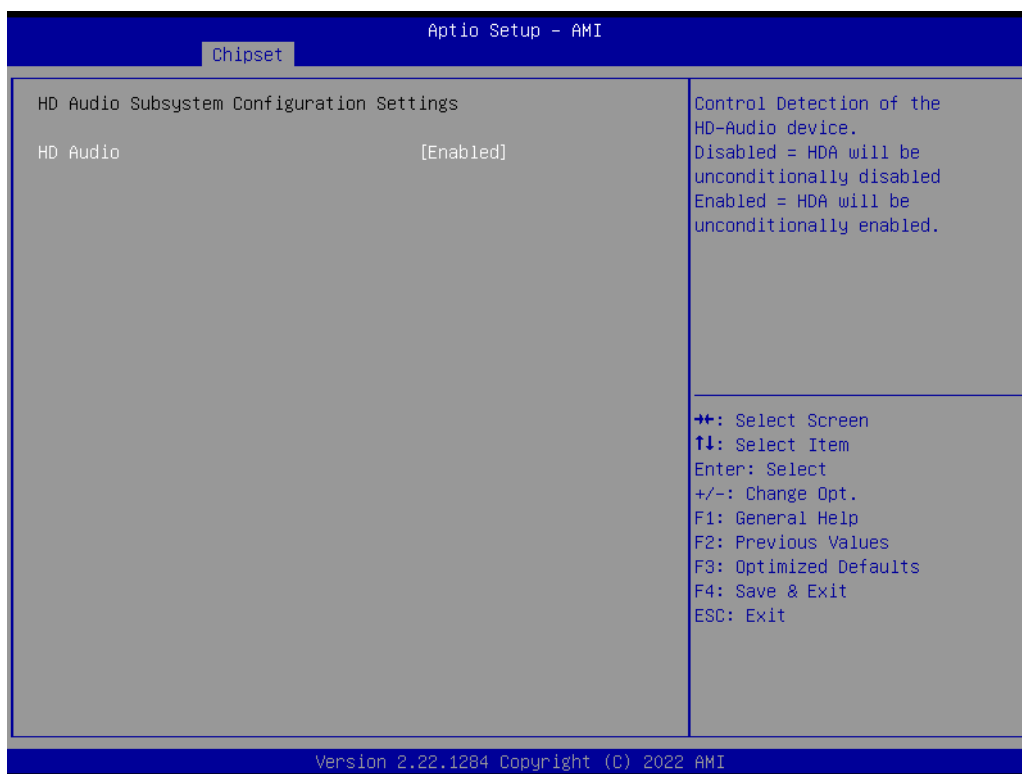 Aptio Setup – AMI
Chipset
HD Audio Subsystem Configuration Settings
HD Audio [Enabled]
Control Detection of the
HD-Audio device.
Disabled = HDA will be
unconditionally disabled
Enabled = HDA will be
unconditionally enabled.
→←: Select Screen
↑↓: Select Item
Enter: Select
+/-: Change Opt.
F1: General Help
F2: Previous Values
F3: Optimized Defaults
F4: Save & Exit
ESC: Exit
Version 2.22.1284 Copyright (C) 2022 AMI